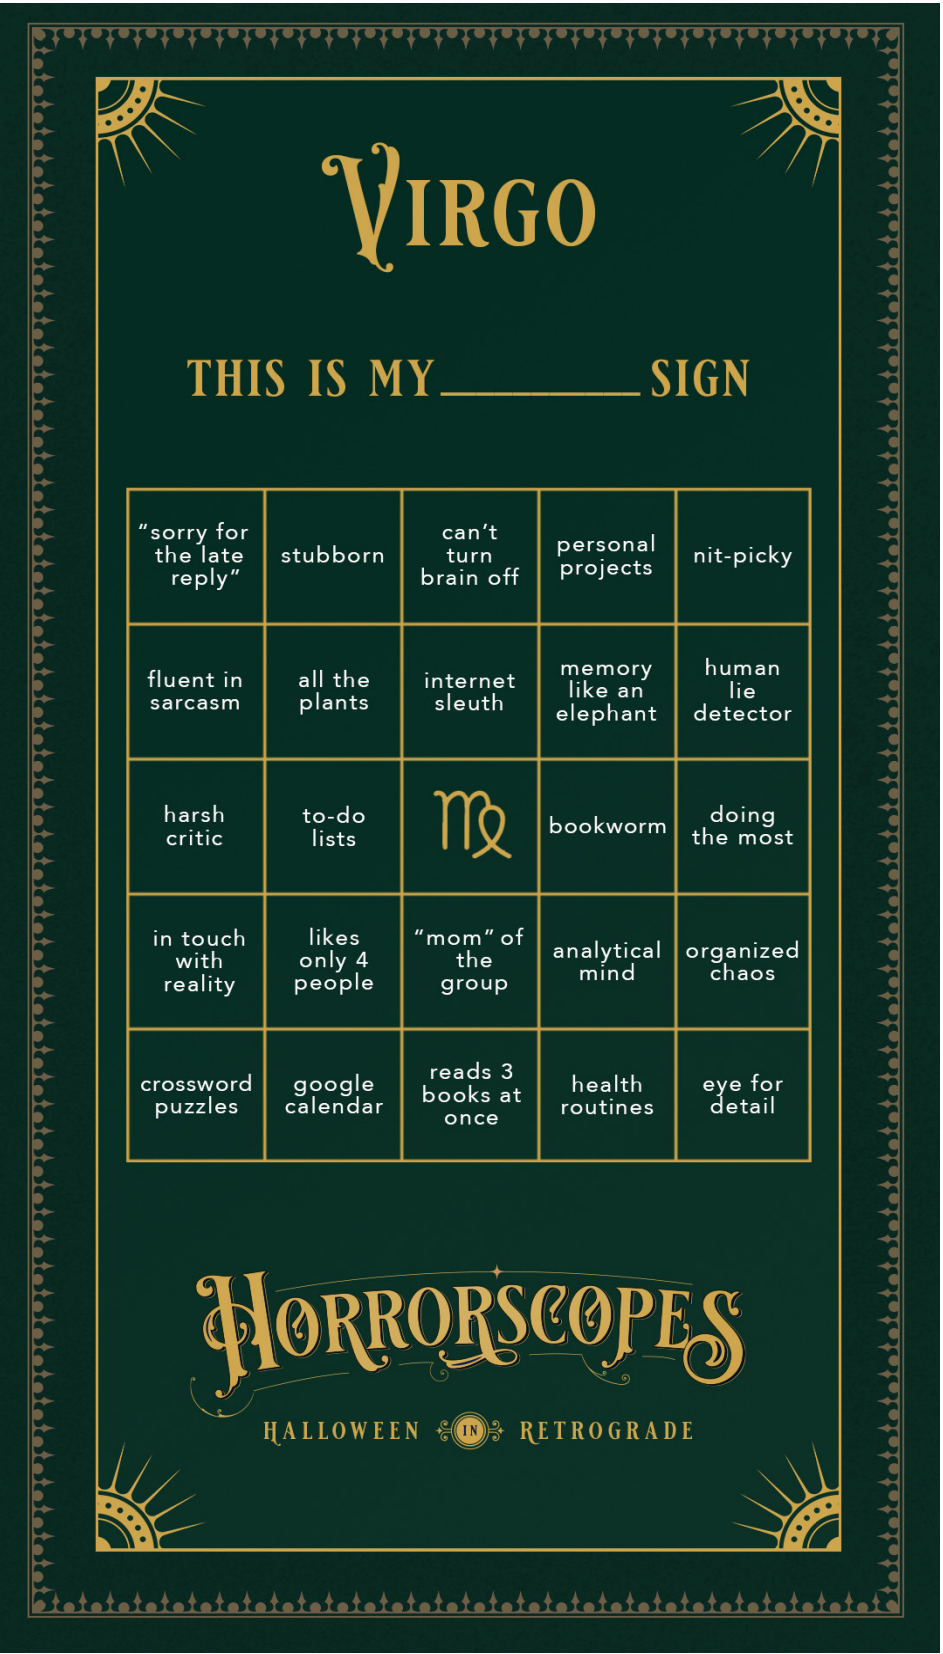 VIRGO
THIS IS MY__________SIGN
“sorry for
the late
reply”
stubborn
can’t
turn
brain off
personal
projects
nit-picky
fluent in
sarcasm
all the
plants
internet
sleuth
memory
like an
elephant
human
lie
detector
harsh
critic
to-do
lists
♍
bookworm
doing
the most
in touch
with
reality
likes
only 4
people
“mom” of
the
group
analytical
mind
organized
chaos
crossword
puzzles
google
calendar
reads 3
books at
once
health
routines
eye for
detail
HORRORSCOPES
HALLOWEEN IN RETROGRADE